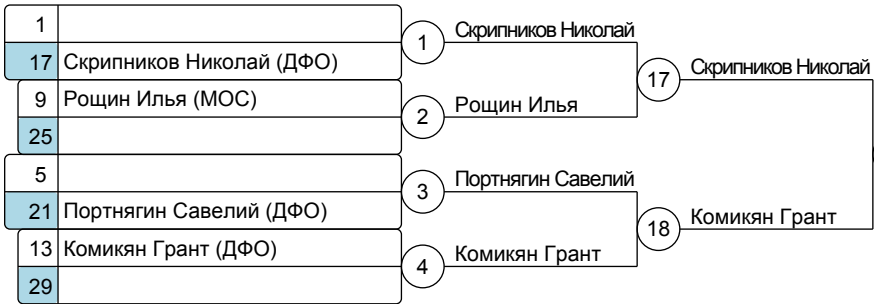 1
17 Скрипников Николай (ДФО)
9 Рощин Илья (МОС)
25
5
21 Портнягин Савелий (ДФО)
13 Комикян Грант (ДФО)
29
1 Скрипников Николай
2 Рощин Илья
3 Портнягин Савелий
4 Комикян Грант
17 Скрипников Николай
18 Комикян Грант